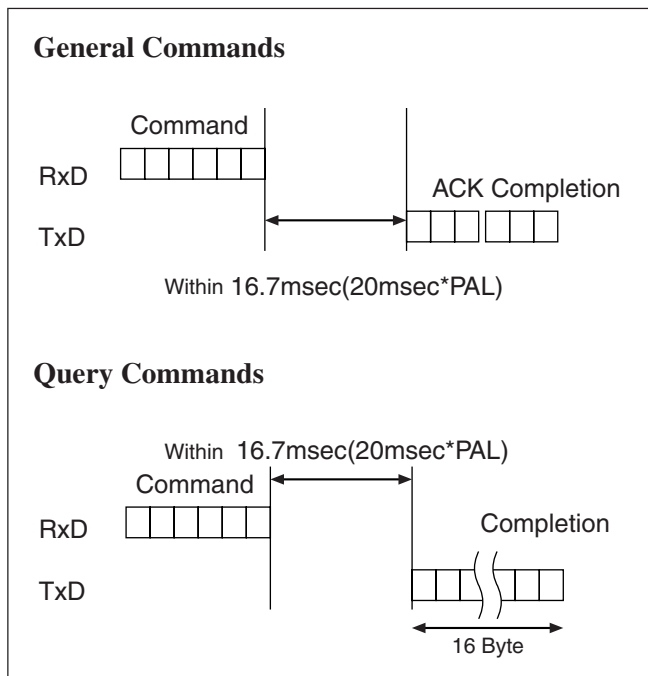 General Commands
Command
RxD
ACK Completion
TxD
Within 16.7msec(20msec*PAL)
Query Commands
Within 16.7msec(20msec*PAL)
Command
RxD
Completion
TxD
16 Byte